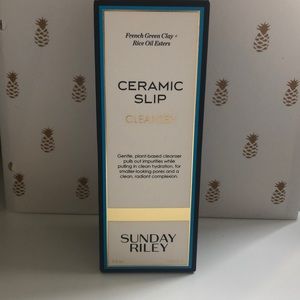 French Green Clay +
Rice Oil Esters
CERAMIC
SLIP
CLEANSER
Gentle, plant-based cleanser
pulls out impurities while
putting in clean hydration, for
smaller-looking pores and a
clean, radiant complexion.
SUNDAY
RILEY